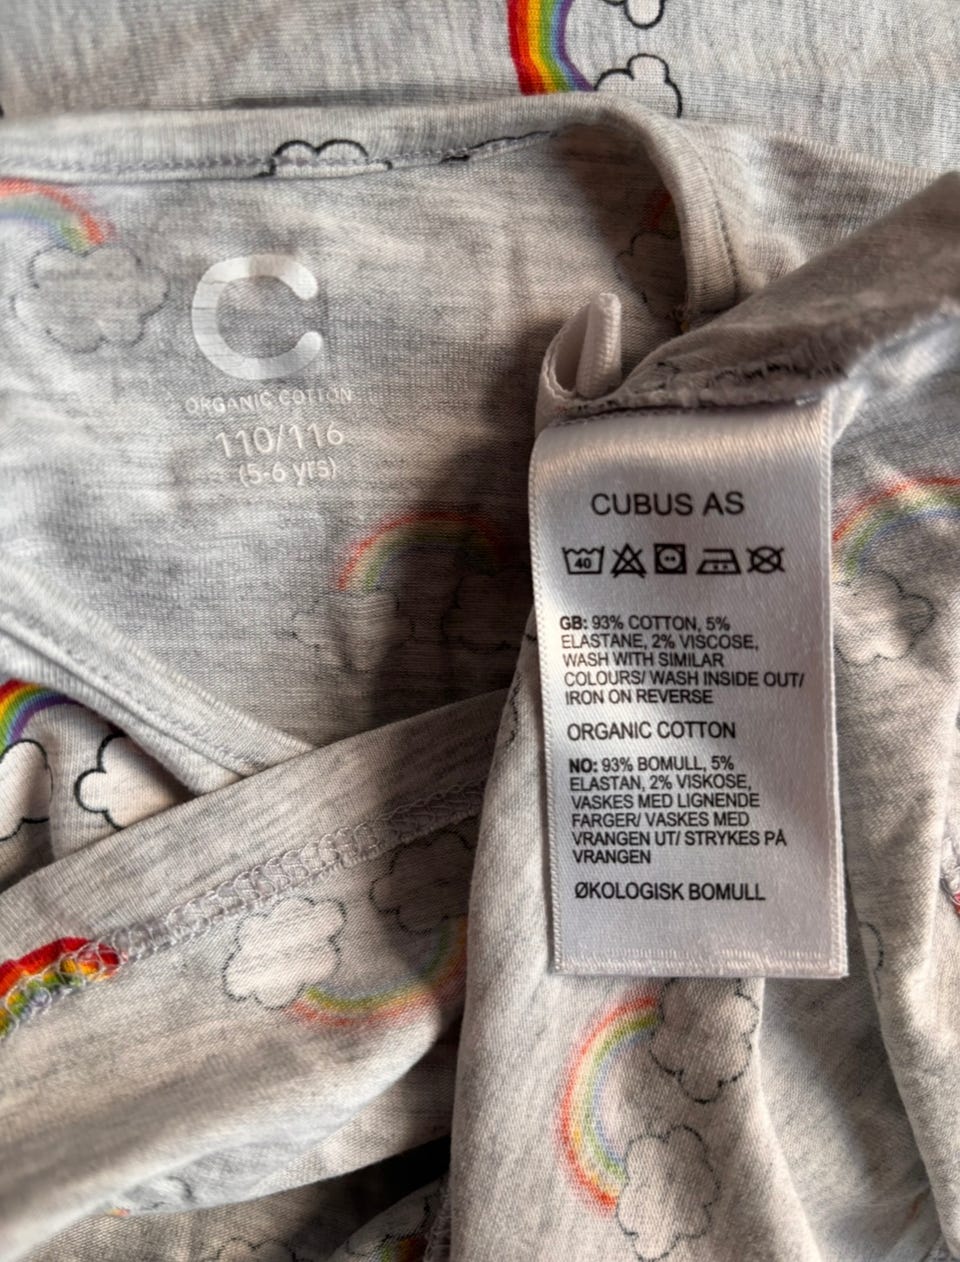 C
ORGANIC COTTON
110/116
(5-6 yrs)
CUBUS AS
40
GB: 93% COTTON, 5%
ELASTANE, 2% VISCOSE,
WASH WITH SIMILAR
COLOURS/ WASH INSIDE OUT/
IRON ON REVERSE
ORGANIC COTTON
NO: 93% BOMULL, 5%
ELASTAN, 2% VISKOSE,
VASKES MED LIGNENDE
FARGER/ VASKES MED
VRANGEN UT/ STRYKES PÅ
VRANGEN
ØKOLOGISK BOMULL